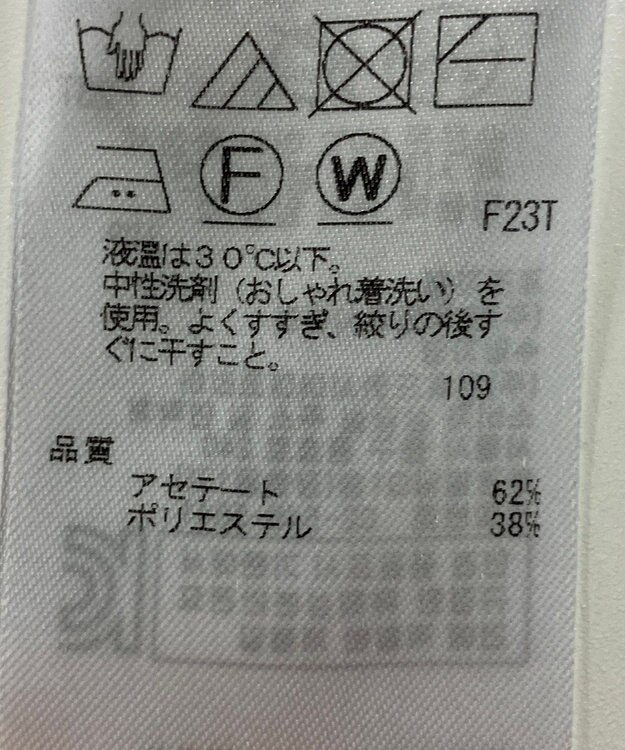 F W
F23T
液温は30℃以下。
中性洗剤（おしゃれ着洗い）を
使用。よくすすぎ、絞りの後す
ぐに干すこと。
109
品質
アセテート 62%
ポリエステル 38%